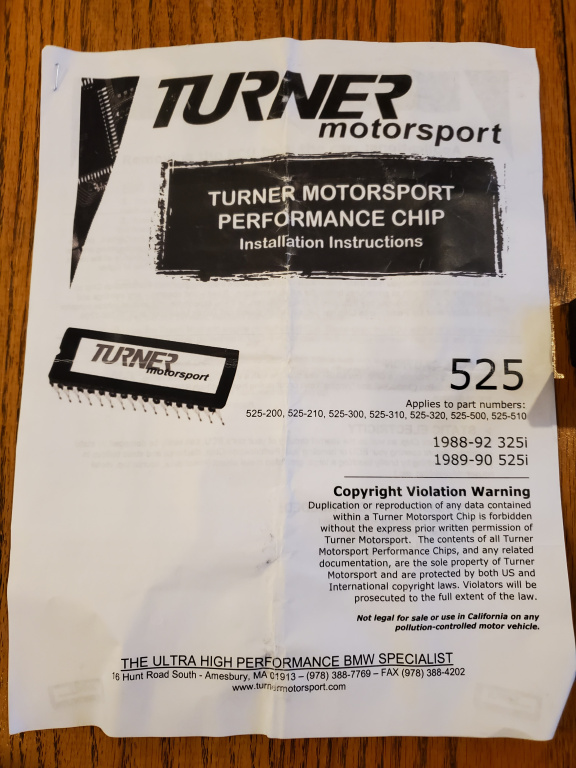 TURNER
motorsport
TURNER MOTORSPORT
PERFORMANCE CHIP
Installation Instructions
TURNER
motorsport
525
Applies to part numbers:
525-200, 525-210, 525-300, 525-310, 525-320, 525-500, 525-510
1988-92 325i
1989-90 525i
Copyright Violation Warning
Duplication or reproduction of any data contained
within a Turner Motorsport Chip is forbidden
without the express prior written permission of
Turner Motorsport. The contents of all Turner
Motorsport Performance Chips, and any related
documentation, are the sole property of Turner
Motorsport and are protected by both US and
International copyright laws. Violators will be
prosecuted to the full extent of the law.
Not legal for sale or use in California on any
pollution-controlled motor vehicle.
THE ULTRA HIGH PERFORMANCE BMW SPECIALIST
16 Hunt Road South - Amesbury, MA 01913 – (978) 388-7769 – FAX (978) 388-4202
www.turnermotorsport.com